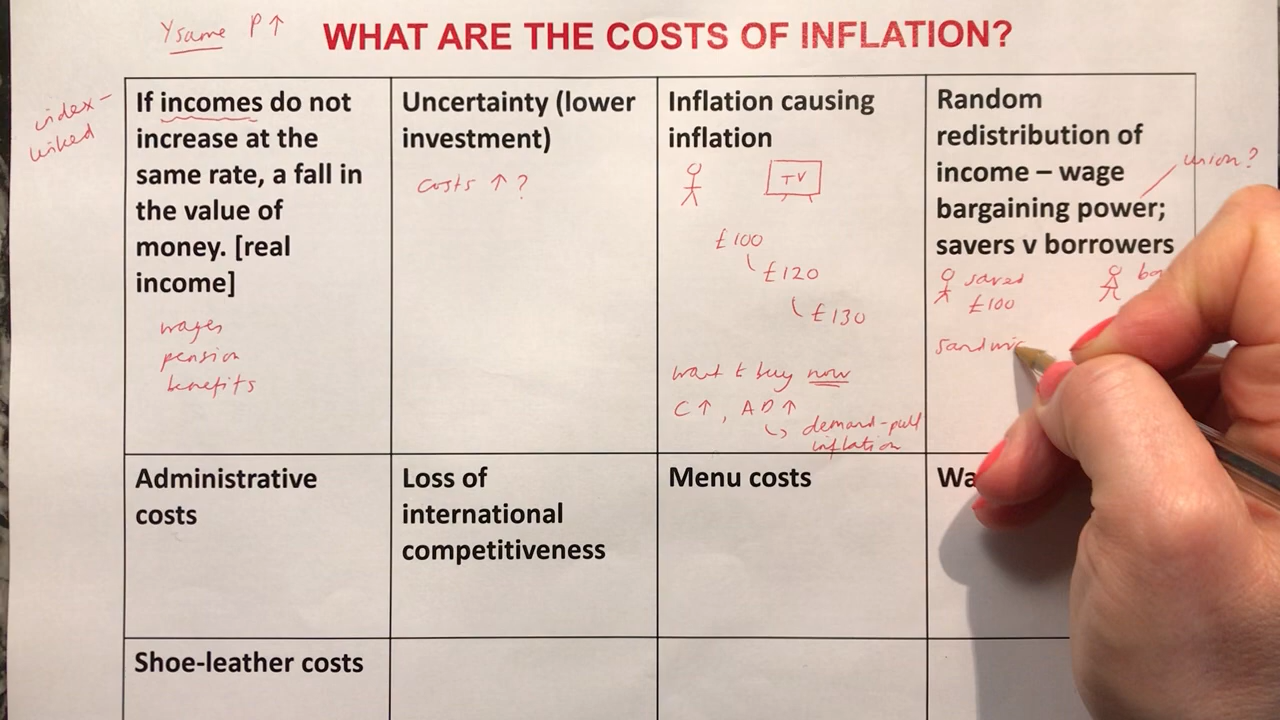 Y same P ↑
WHAT ARE THE COSTS OF INFLATION?
index-
linked
If incomes do not
increase at the
same rate, a fall in
the value of
money. [real
income]
wages
pension
benefits
Uncertainty (lower
investment)
costs ↑ ?
Inflation causing
inflation
TV
£100
£120
£130
want t buy now
C↑, AD↑
demand-pull
inflation
Random
redistribution of
income – wage
bargaining power;
savers v borrowers
union?
saved
£100
Administrative
costs
Loss of
international
competitiveness
Menu costs
Shoe-leather costs